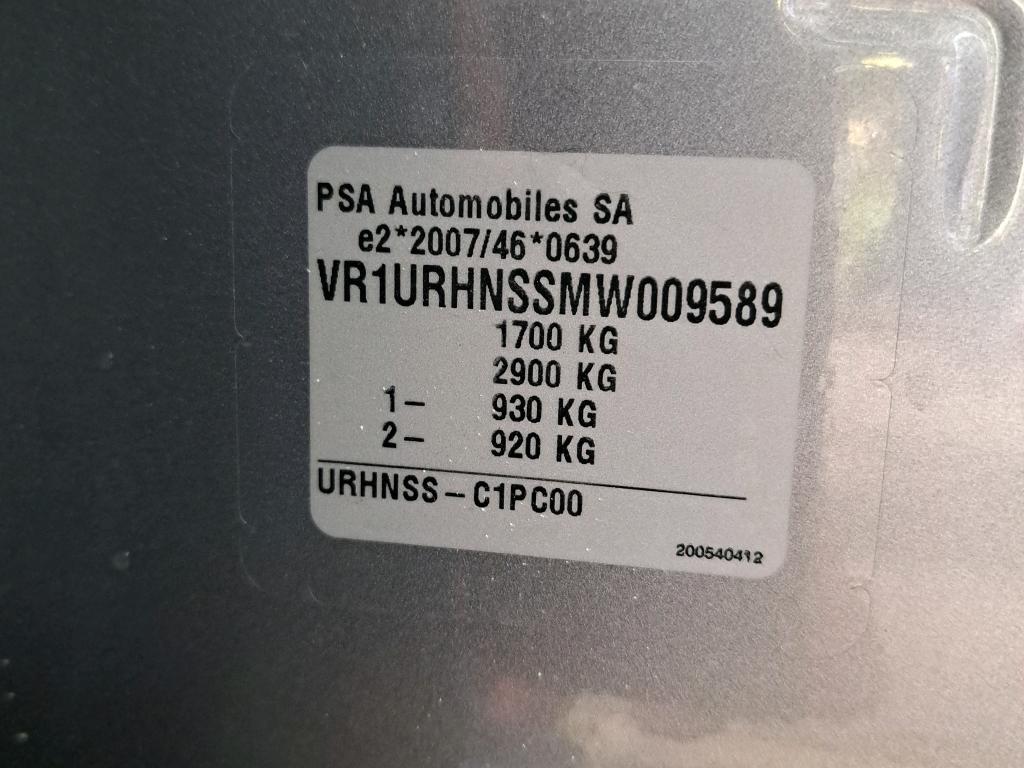 PSA Automobiles SA
e2*2007/46*0639
VR1URHNSSMW009589
1700 KG
2900 KG
1- 930 KG
2- 920 KG
URHNSS-C1PC00
200540412